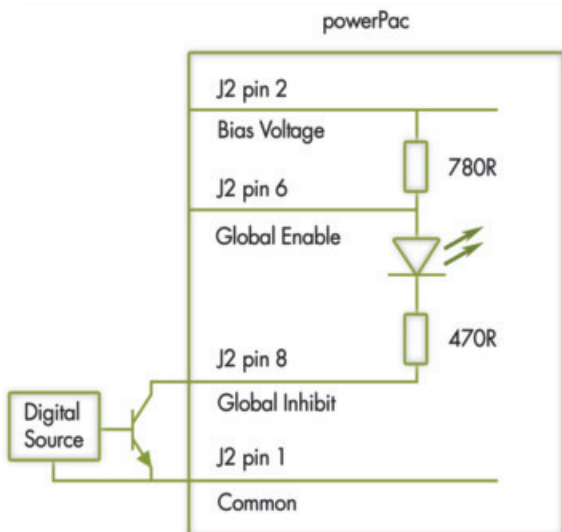 powerPac
J2 pin 2
Bias Voltage
780R
J2 pin 6
Global Enable
470R
J2 pin 8
Global Inhibit
Digital
Source
J2 pin 1
Common